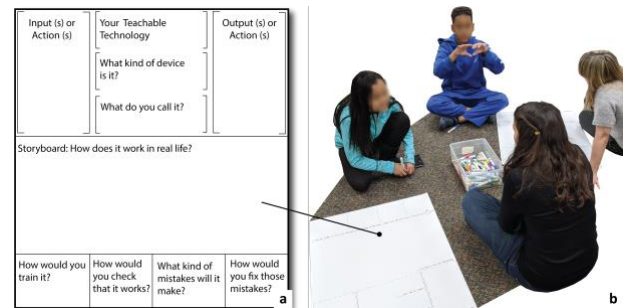 Input (s) or
Action (s)
Your Teachable
Technology
What kind of device
is it?
What do you call it?
Output (s) or
Action (s)
Storyboard: How does it work in real life?
How would you
train it?
How would
you check
that it works?
What kind of
mistakes will it
make?
How would
you fix those
mistakes?
a
b